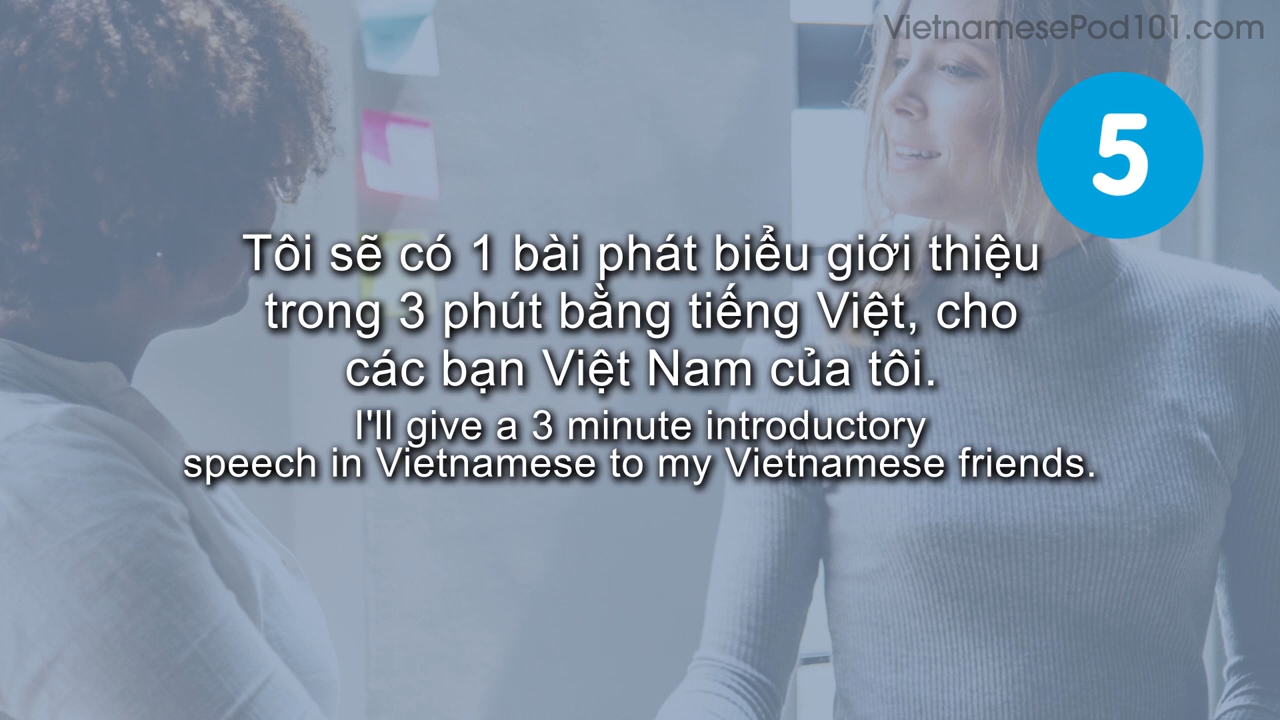 VietnamesePod101.com
5
Tôi sẽ có 1 bài phát biểu giới thiệu
trong 3 phút bằng tiếng Việt, cho
các bạn Việt Nam của tôi.
I'll give a 3 minute introductory
speech in Vietnamese to my Vietnamese friends.